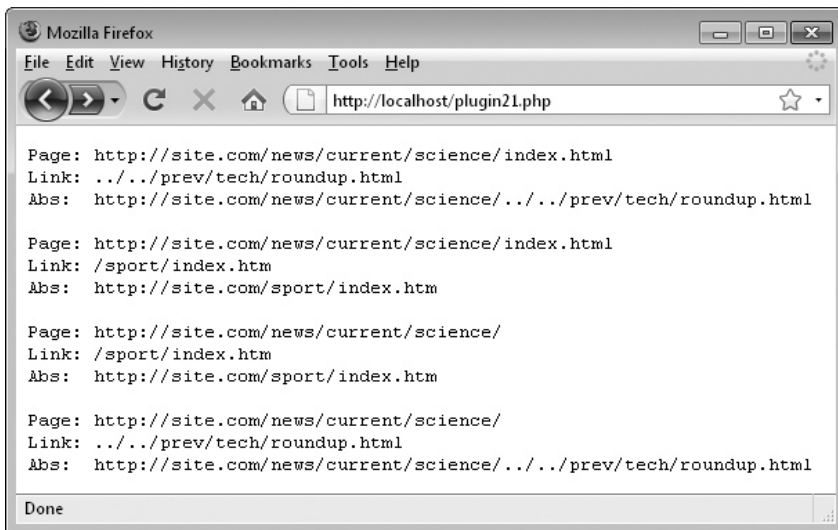 Mozilla Firefox
File Edit View History Bookmarks Tools Help
http://localhost/plugin21.php
Page: http://site.com/news/current/science/index.html
Link: ../../prev/tech/roundup.html
Abs: http://site.com/news/current/science/../../prev/tech/roundup.html
Page: http://site.com/news/current/science/index.html
Link: /sport/index.htm
Abs: http://site.com/sport/index.htm
Page: http://site.com/news/current/science/
Link: /sport/index.htm
Abs: http://site.com/sport/index.htm
Page: http://site.com/news/current/science/
Link: ../../prev/tech/roundup.html
Abs: http://site.com/news/current/science/../../prev/tech/roundup.html
Done